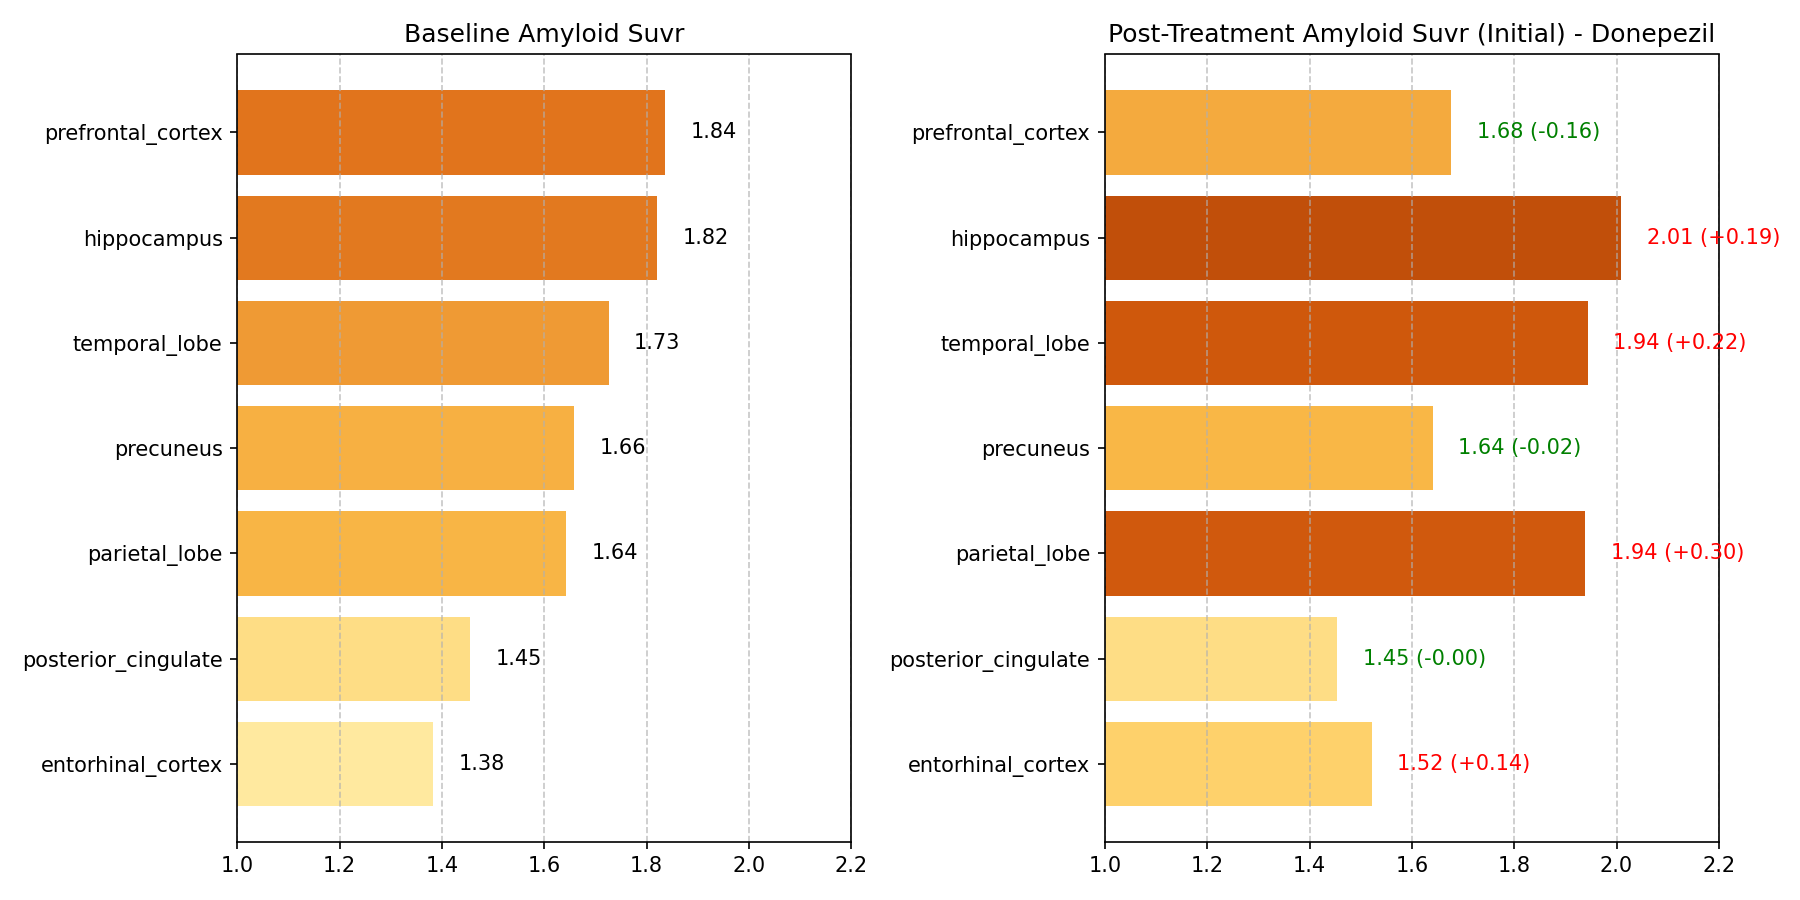 Baseline Amyloid Suvr
prefrontal_cortex 1.84
hippocampus 1.82
temporal_lobe 1.73
precuneus 1.66
parietal_lobe 1.64
posterior_cingulate 1.45
entorhinal_cortex 1.38
1.0 1.2 1.4 1.6 1.8 2.0 2.2
Post-Treatment Amyloid Suvr (Initial) - Donepezil
prefrontal_cortex 1.68 (-0.16)
hippocampus 2.01 (+0.19)
temporal_lobe 1.94 (+0.22)
precuneus 1.64 (-0.02)
parietal_lobe 1.94 (+0.30)
posterior_cingulate 1.45 (-0.00)
entorhinal_cortex 1.52 (+0.14)
1.0 1.2 1.4 1.6 1.8 2.0 2.2